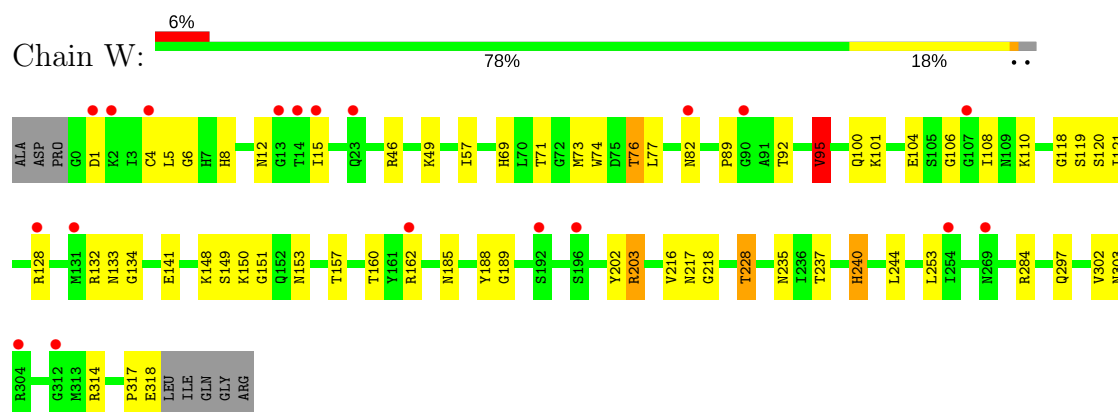 6%
Chain W:
78% 18% • •
ALA ASP PRO G0 D1 K2 I3 C4 L5 G6 H7 H8 N12 G13 T14 I15 Q23 R46 K49 I57 H69 L70 T71 G72 M73 W74 D75 T76 L77 N82 P89 G90 A91 T92 V95 Q100 K101 E104 S105 G106 G107 I108 N109 K110 G118 S119 S120
R128 M131 R132 N133 G134 E141 K148 S149 K150 G151 Q152 N153 T157 T160 Y161 R162 N185 Y188 G189 S192 S196 Y202 R203 V216 N217 G218 T228 N235 I236 T237 H240 L244 L253 I254 N269 R284 Q297 V302
R304 G312 M313 R314 P317 E318 LEU ILE GLN GLY ARG